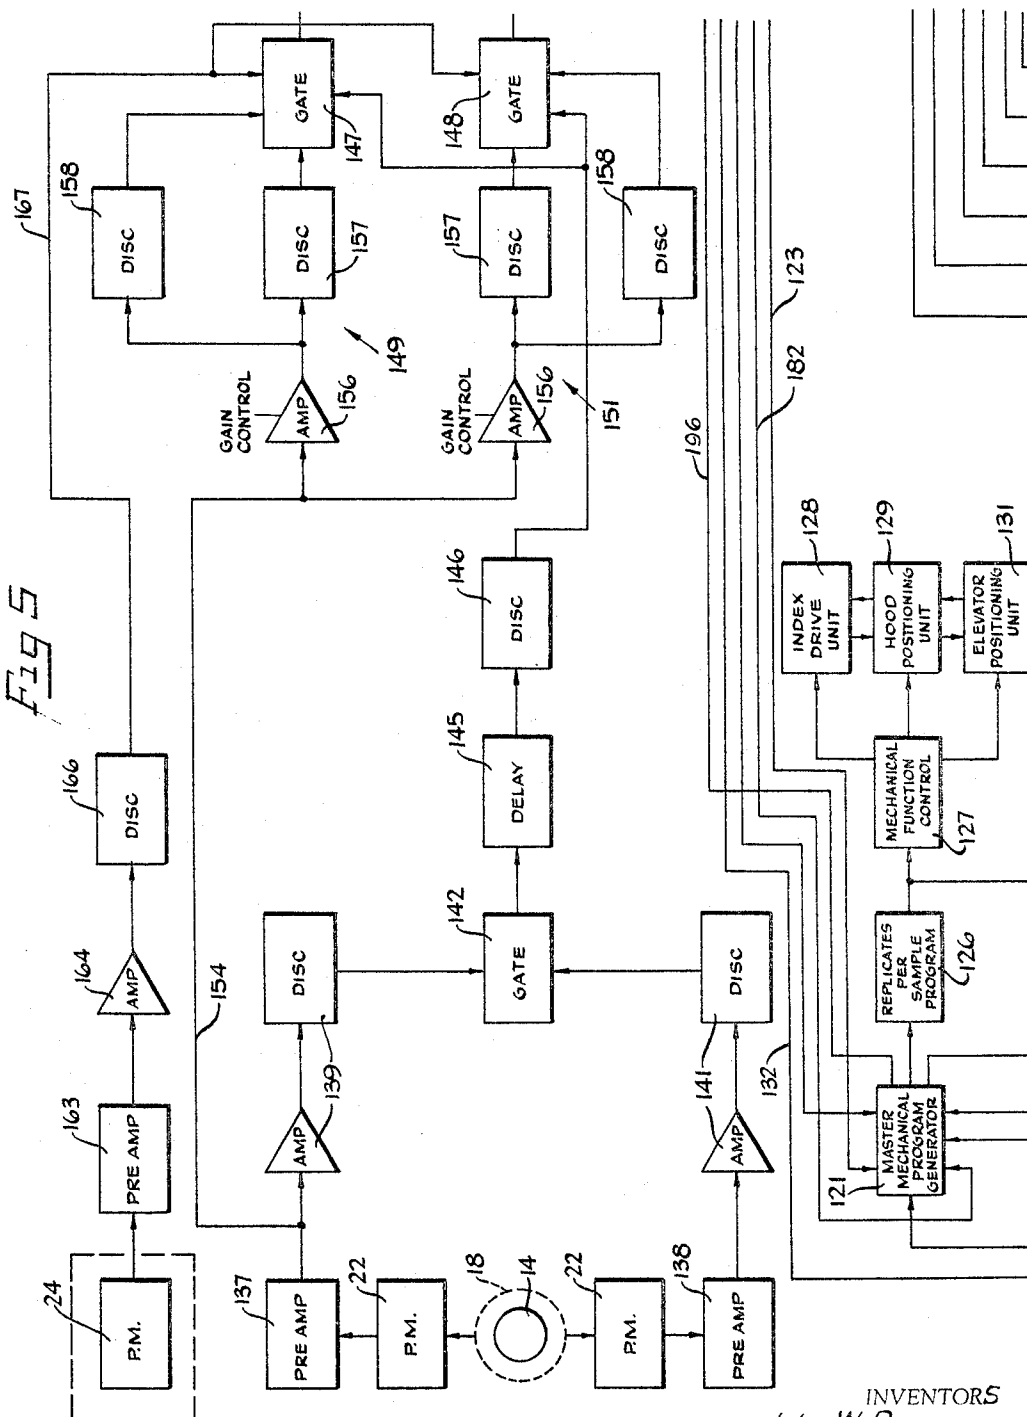 Fig 5
24
P.M.
163
PRE AMP
164
AMP
166
DISC
167
158
DISC
GATE
147
DISC
157
149
GAIN
CONTROL
AMP
156
154
148
GATE
157
DISC
158
DISC
GAIN
CONTROL
AMP
156
151
146
DISC
145
DELAY
142
GATE
DISC
139
AMP
137
PRE AMP
22
P.M.
18
14
22
P.M.
138
PRE AMP
AMP
141
DISC
132
196
182
123
128
INDEX
DRIVE
UNIT
129
HOOD
POSITIONING
UNIT
131
ELEVATOR
POSITIONING
UNIT
MECHANICAL
FUNCTION
CONTROL
127
REPLICATES
PER
SAMPLE
PROGRAM
126
MASTER
MECHANICAL
PROGRAM
GENERATOR
121
INVENTORS